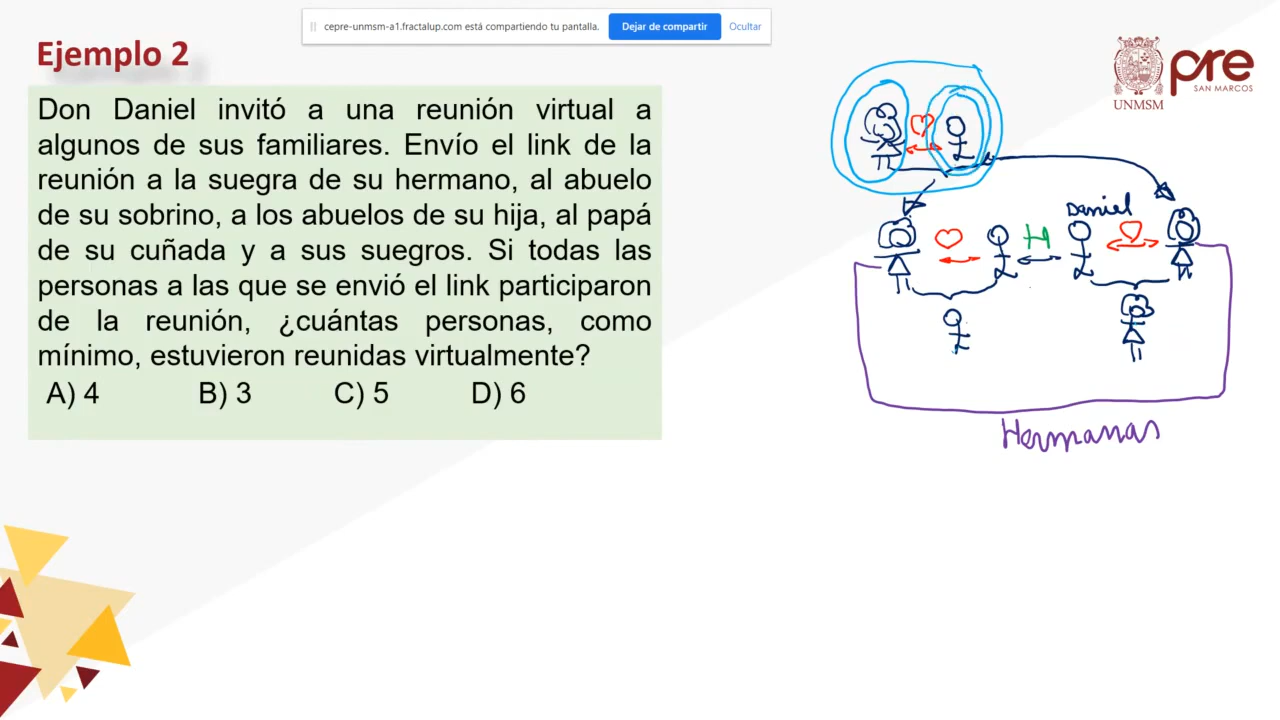 cepre-unmsm-a1.fractalup.com está compartiendo tu pantalla.
Dejar de compartir
Ocultar
Ejemplo 2
pre
SAN MARCOS
UNMSM
Don Daniel invitó a una reunión virtual a
algunos de sus familiares. Envío el link de la
reunión a la suegra de su hermano, al abuelo
de su sobrino, a los abuelos de su hija, al papá
de su cuñada y a sus suegros. Si todas las
personas a las que se envió el link participaron
de la reunión, ¿cuántas personas, como
mínimo, estuvieron reunidas virtualmente?
A) 4 B) 3 C) 5 D) 6
Daniel
H
Hermanas